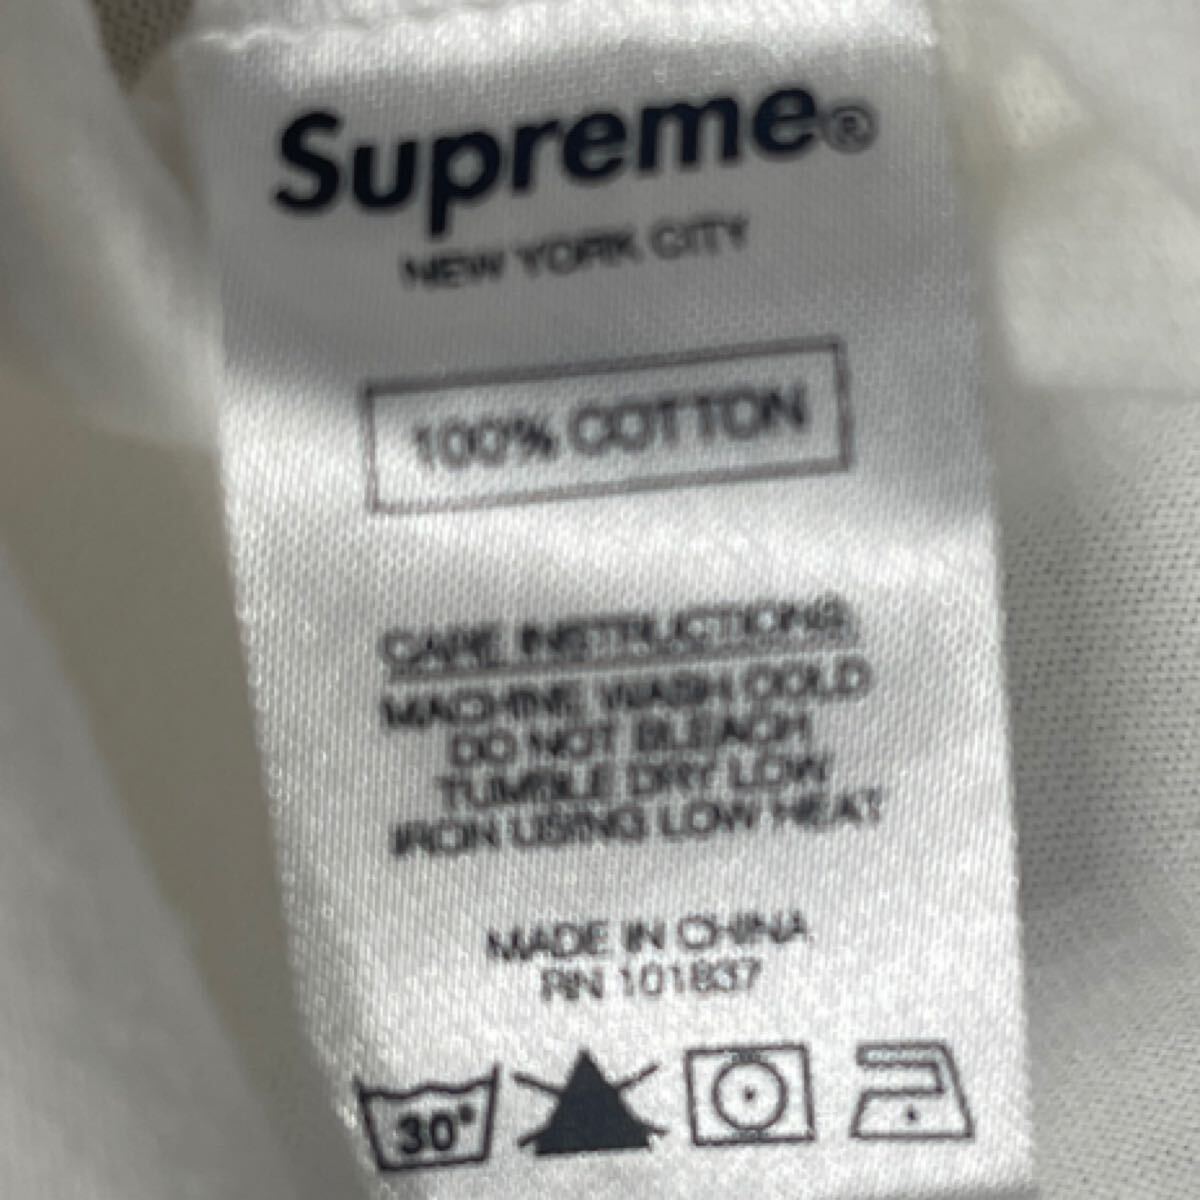 Supreme®
NEW YORK CITY
100% COTTON
CARE INSTRUCTIONS:
MACHINE WASH COLD
DO NOT BLEACH
TUMBLE DRY LOW
IRON USING LOW HEAT
MADE IN CHINA
RN 101837
30°